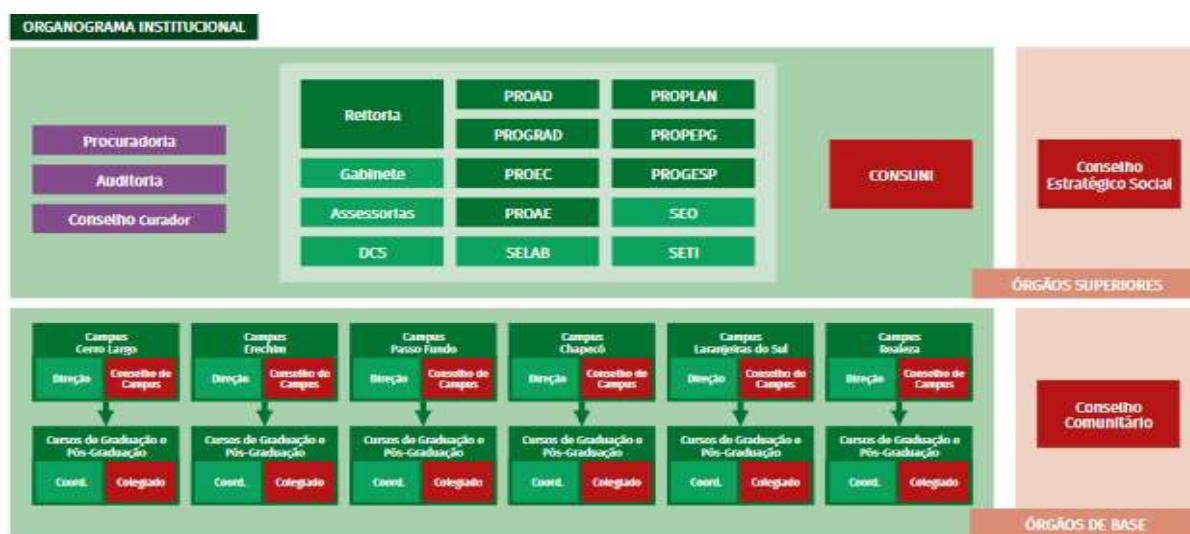 ORGANOGRAMA INSTITUCIONAL
Procuradoria
Auditoria
Conselho Curador
Reitoria
Gabinete
Assessorias
DCS
PROAD
PROGRAD
PROEC
PROAE
SELAB
PROPLAN
PROPEPG
PROGESP
SEO
SETI
CONSUNI
Conselho
Estratégico Social
ÓRGÃOS SUPERIORES
Campus
Cerro Largo
Direção
Conselho de
Campus
Cursos de Graduação e
Pós-Graduação
Coord.
Colegiado
Campus
Erechim
Direção
Conselho de
Campus
Cursos de Graduação e
Pós-Graduação
Coord.
Colegiado
Campus
Passo Fundo
Direção
Conselho de
Campus
Cursos de Graduação e
Pós-Graduação
Coord.
Colegiado
Campus
Chapecó
Direção
Conselho de
Campus
Cursos de Graduação e
Pós-Graduação
Coord.
Colegiado
Campus
Laranjeiras do Sul
Direção
Conselho de
Campus
Cursos de Graduação e
Pós-Graduação
Coord.
Colegiado
Campus
Realeza
Direção
Conselho de
Campus
Cursos de Graduação e
Pós-Graduação
Coord.
Colegiado
Conselho
Comunitário
ÓRGÃOS DE BASE